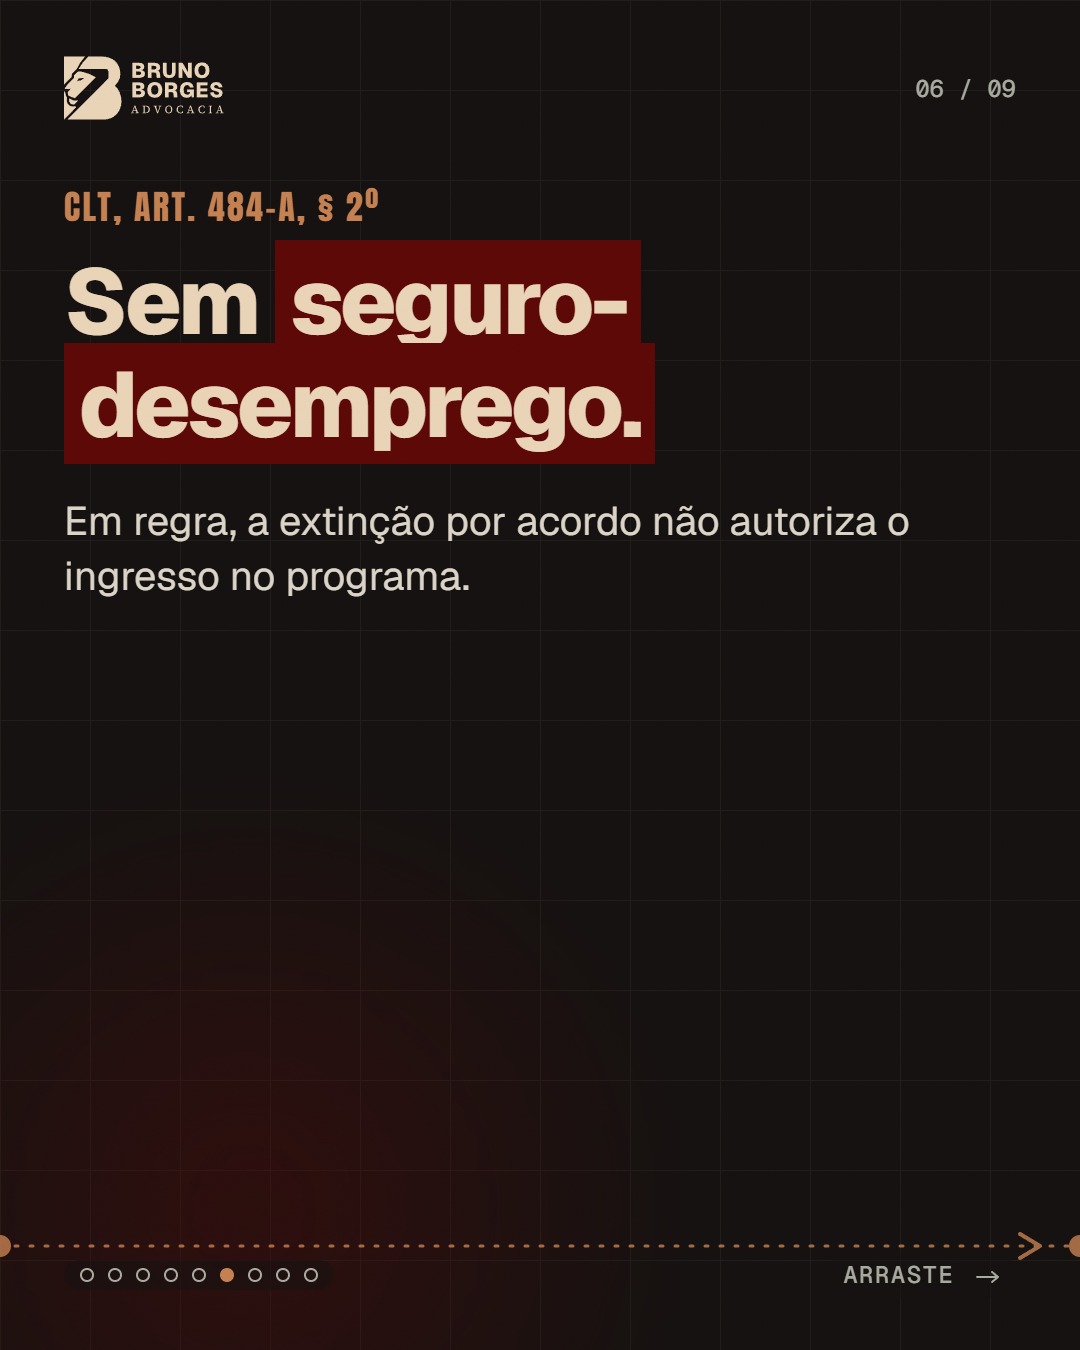 BRUNO
BORGES
ADVOCACIA
06 / 09
CLT, ART. 484-A, § 2º
Sem seguro-
desemprego.
Em regra, a extinção por acordo não autoriza o
ingresso no programa.
ARRASTE →